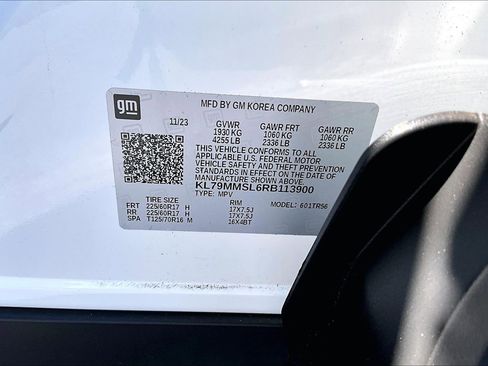 gm
MFD BY GM KOREA COMPANY
11/23 GVWR GAWR FRT GAWR RR
1930 KG 1060 KG 1060 KG
4255 LB 2336 LB 2336 LB
THIS VEHICLE CONFORMS TO ALL
APPLICABLE U.S. FEDERAL MOTOR
VEHICLE SAFETY AND THEFT PREVENTION
STANDARDS IN EFFECT ON THE DATE
OF MANUFACTURE SHOWN ABOVE.
KL79MMSL6RB113900
TYPE: MPV MODEL: 601TR56
TIRE SIZE RIM
FRT 225/60R17 H 17X7.5J
RR 225/60R17 H 17X7.5J
SPA T125/70R16 M 16X4BT